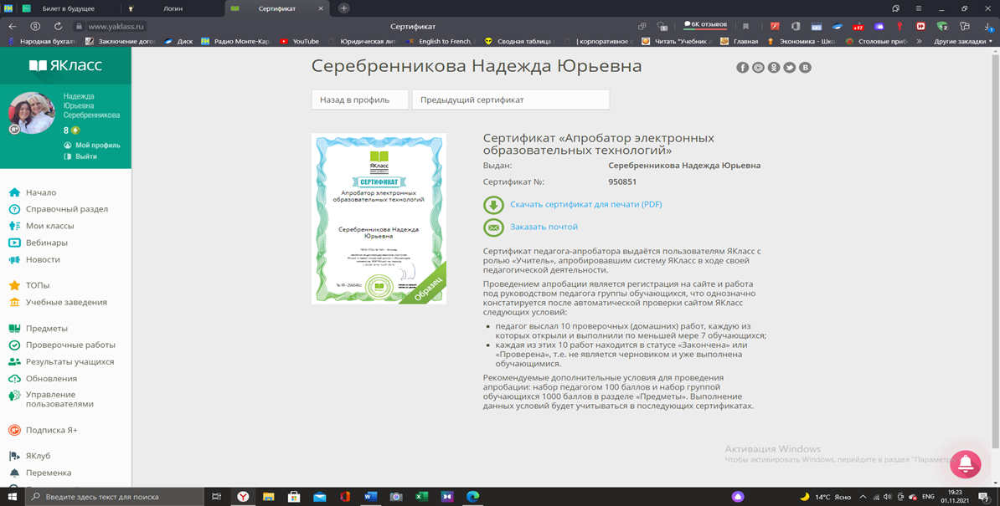 Билет в будущее
Логин
Сертификат
www.yaklass.ru
Сертификат
6K отзывов
Народная бухгалт
Заключение догов
Диск
Радио Монте-Кар
YouTube
Юридическая лит
English to French,
Сводная таблица
| корпоративное с
Читать "Учебник
Главная
Экономика - Шко
Столовые приб
Другие закладки
ЯКласс
Надежда
Юрьевна
Серебренникова
8
Мой профиль
Выйти
Начало
Справочный раздел
Мои классы
Вебинары
Новости
ТОПы
Учебные заведения
Предметы
Проверочные работы
Результаты учащихся
Обновления
Управление
пользователями
Подписка Я+
ЯКлуб
Переменка
Серебренникова Надежда Юрьевна
Назад в профиль
Предыдущий сертификат
ЯКласс
СЕРТИФИКАТ
Апробатор электронных
образовательных технологий
Серебренникова Надежда
Юрьевна
Образец
Сертификат «Апробатор электронных
образовательных технологий»
Выдан: Серебренникова Надежда Юрьевна
Сертификат №: 950851
Скачать сертификат для печати (PDF)
Заказать почтой
Сертификат педагога-апробатора выдаётся пользователям ЯКласс с
ролью «Учитель», апробировавшим систему ЯКласс в ходе своей
педагогической деятельности.
Проведением апробации является регистрация на сайте и работа
под руководством педагога группы обучающихся, что однозначно
констатируется после автоматической проверки сайтом ЯКласс
следующих условий:
• педагог выслал 10 проверочных (домашних) работ, каждую из
которых открыли и выполнили по меньшей мере 7 обучающихся;
• каждая из этих 10 работ находится в статусе «Закончена» или
«Проверена», т.е. не является черновиком и уже выполнена
обучающимися.
Рекомендуемые дополнительные условия для проведения
апробации: набор педагогом 100 баллов и набор группой
обучающихся 1000 баллов в разделе «Предметы». Выполнение
данных условий будет учитываться в последующих сертификатах.
Активация Windows
Чтобы активировать Windows, перейдите в раздел "Параметр
Введите здесь текст для поиска
14°C Ясно
ENG
19:23
01.11.2021